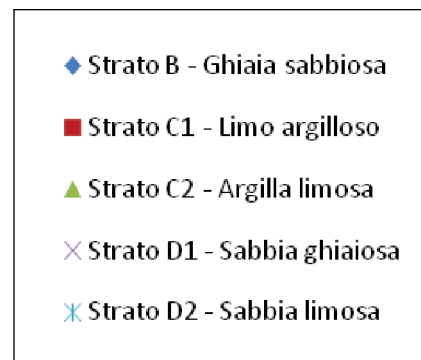 Strato B - Ghiaia sabbiosa
Strato C1 - Limo argilloso
Strato C2 - Argilla limosa
Strato D1 - Sabbia ghiaiosa
Strato D2 - Sabbia limosa